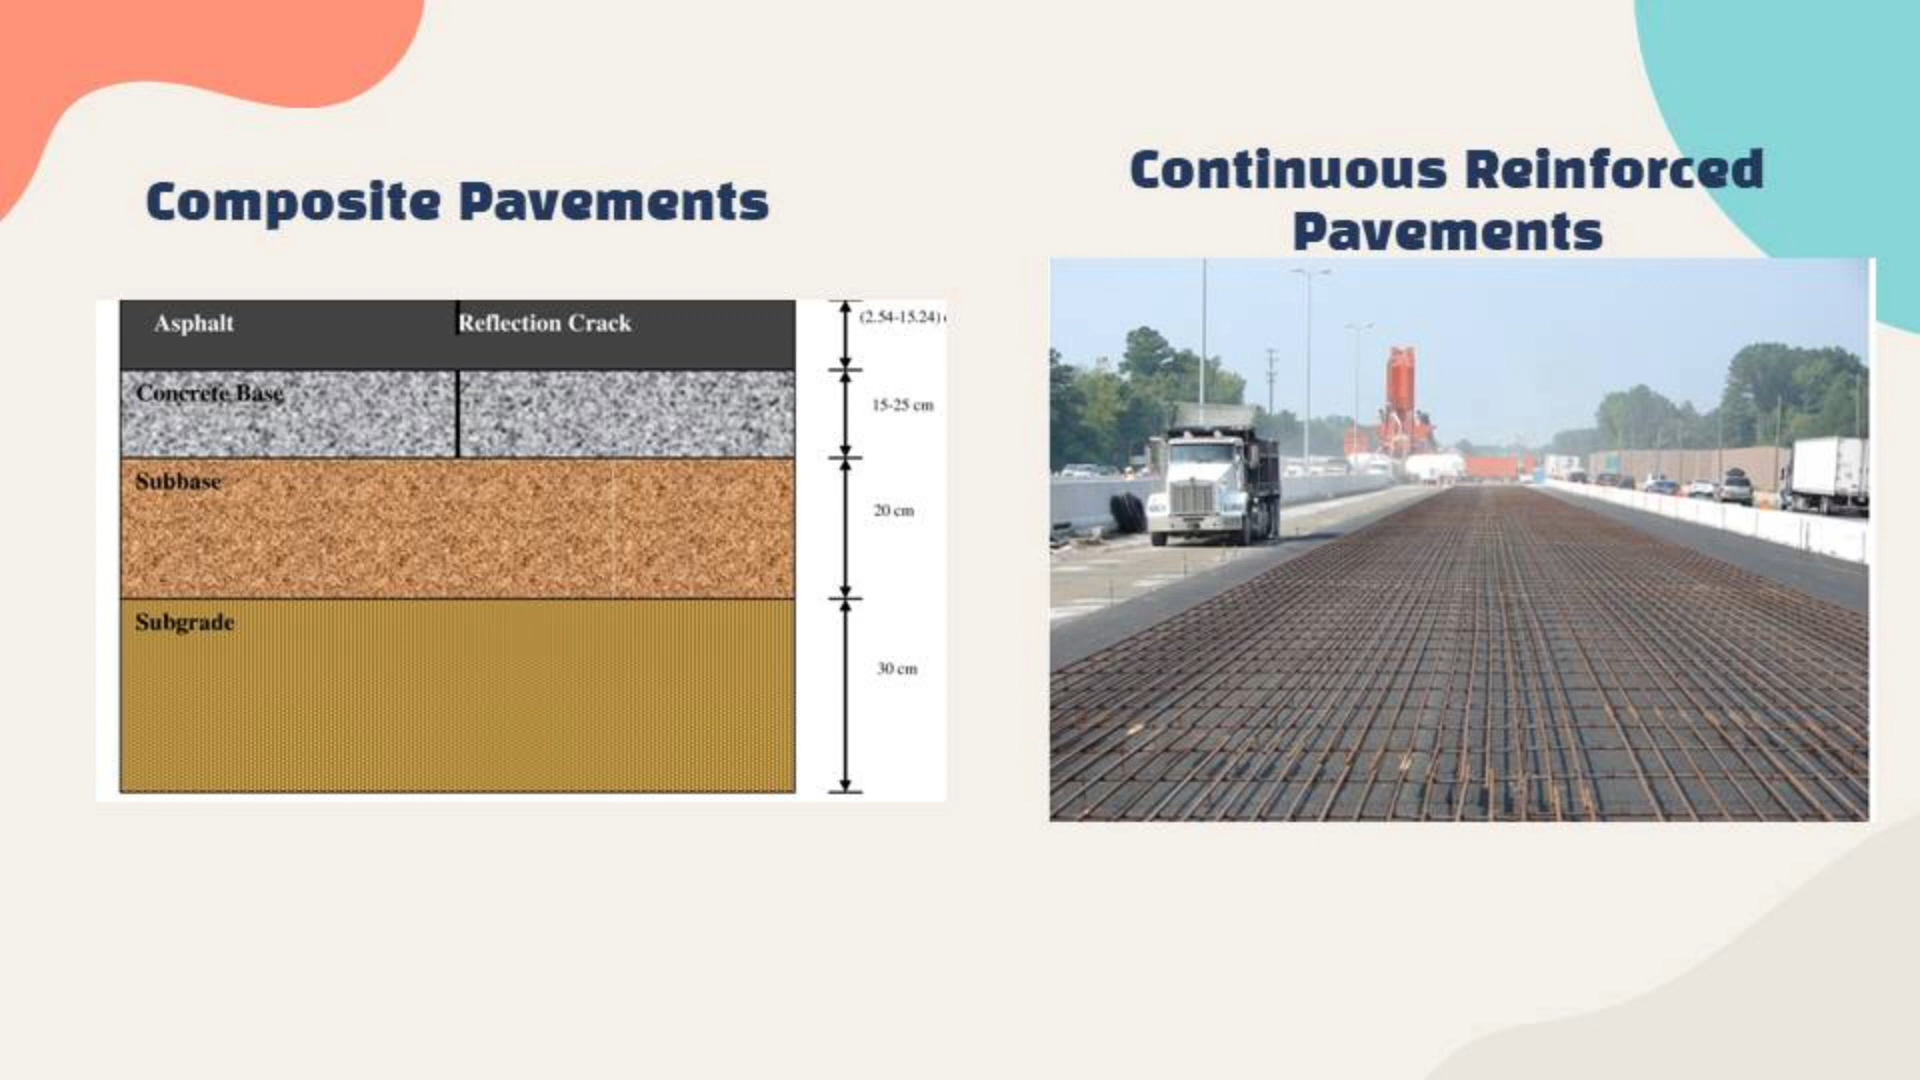 Composite Pavements
Continuous Reinforced
Pavements
Asphalt
Reflection Crack
(2.54-15.24)
Concrete Base
15-25 cm
Subbase
20 cm
Subgrade
30 cm